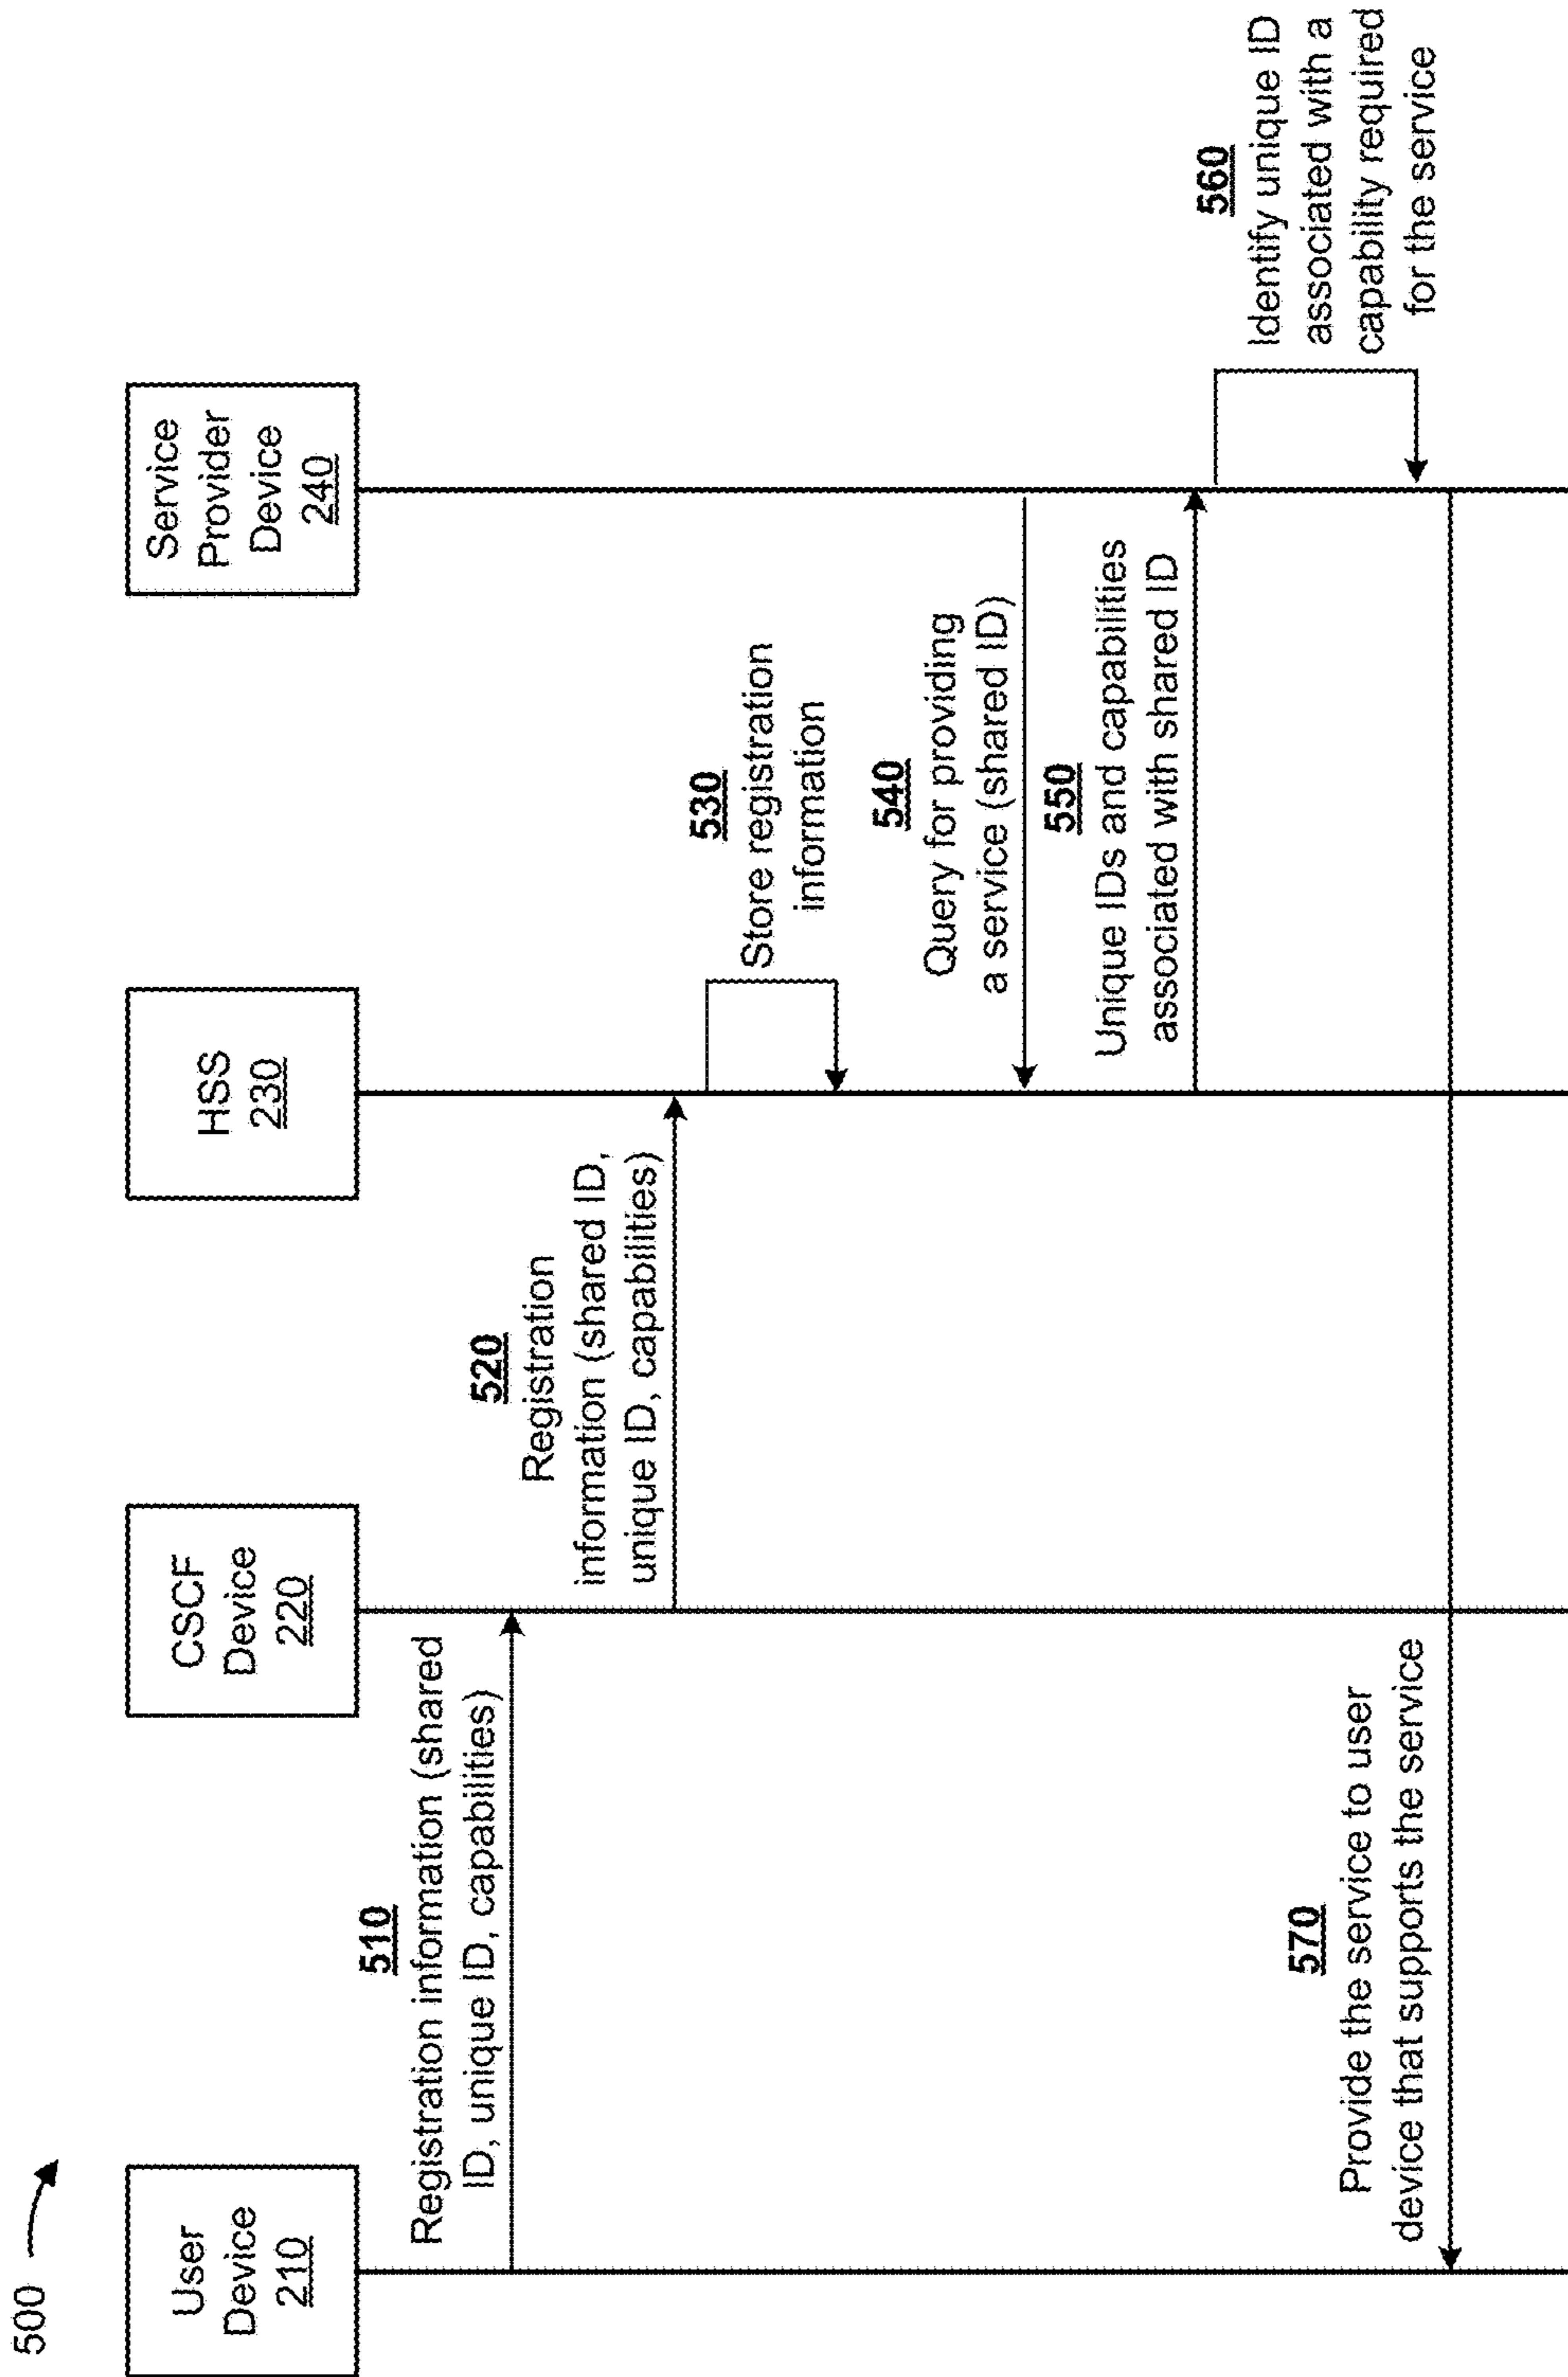 500
User
Device
210
CSCF
Device
220
HSS
230
Service
Provider
Device
240
510
Registration information (shared
ID, unique ID, capabilities)
520
Registration
information (shared ID,
unique ID, capabilities)
530
Store registration
information
540
Query for providing
a service (shared ID)
550
Unique IDs and capabilities
associated with shared ID
560
Identify unique ID
associated with a
capability required
for the service
570
Provide the service to user
device that supports the service